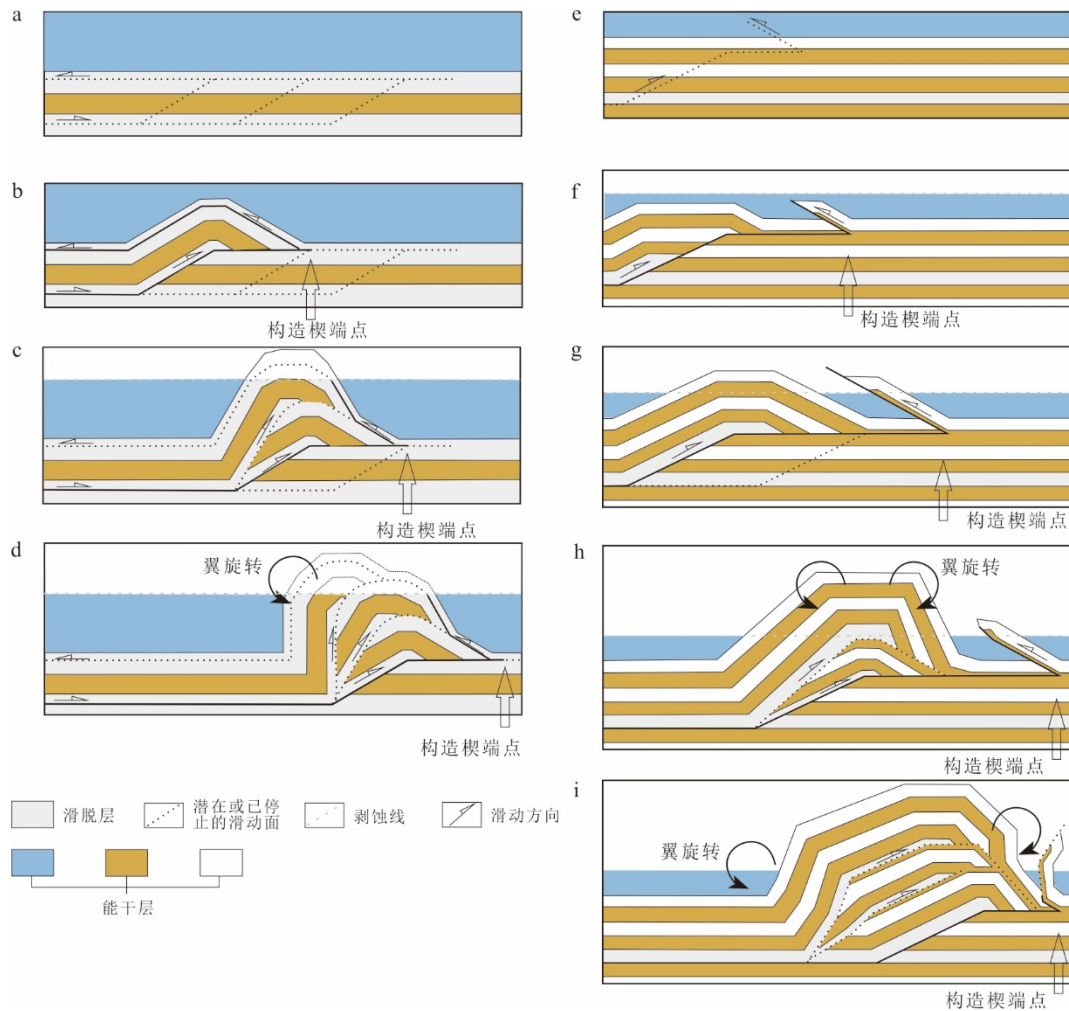 a
b
构造楔端点
c
构造楔端点
d
翼旋转
构造楔端点
e
f
构造楔端点
g
构造楔端点
h
翼旋转
构造楔端点
i
翼旋转
构造楔端点
滑脱层
潜在或已停
止的滑动面
剥蚀线
滑动方向
能干层